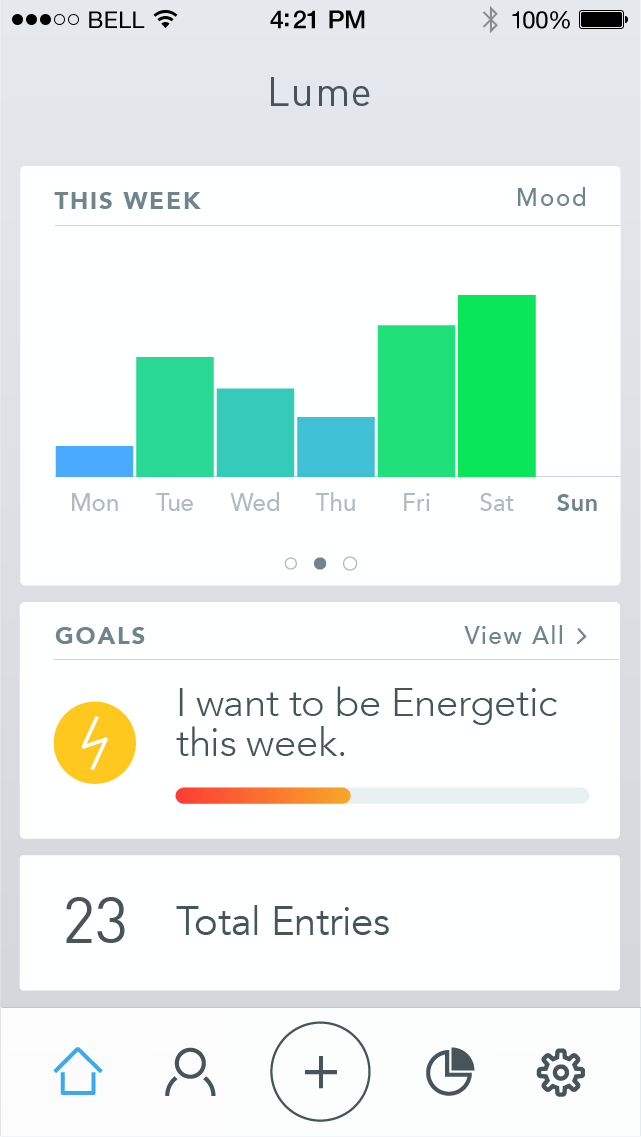 BELL 4:21 PM 100%
Lume
THIS WEEK Mood
Mon Tue Wed Thu Fri Sat Sun
GOALS View All >
I want to be Energetic
this week.
23 Total Entries